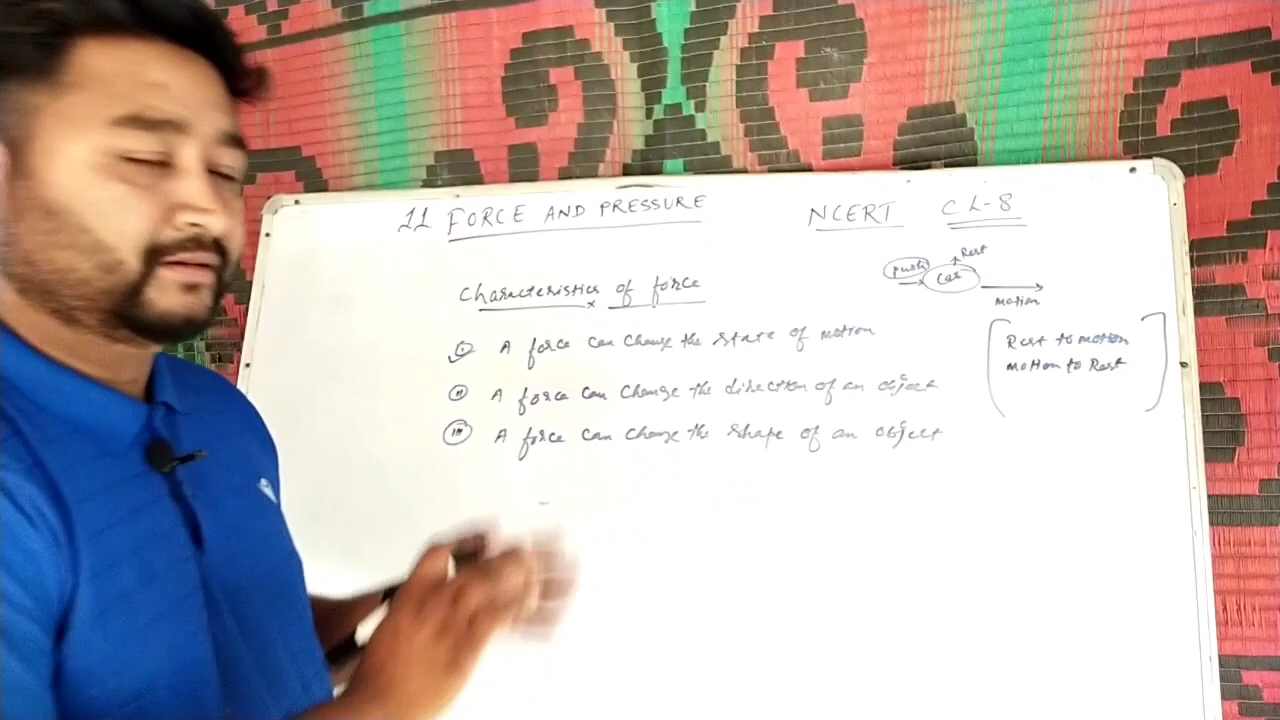 11 FORCE AND PRESSURE
NCERT CL-8
Characteristics of force
push Car Rest
motion
(i) A force can change the state of motion
(ii) A force can change the direction of an object
(iii) A force can change the shape of an object
Rest to motion
motion to Rest